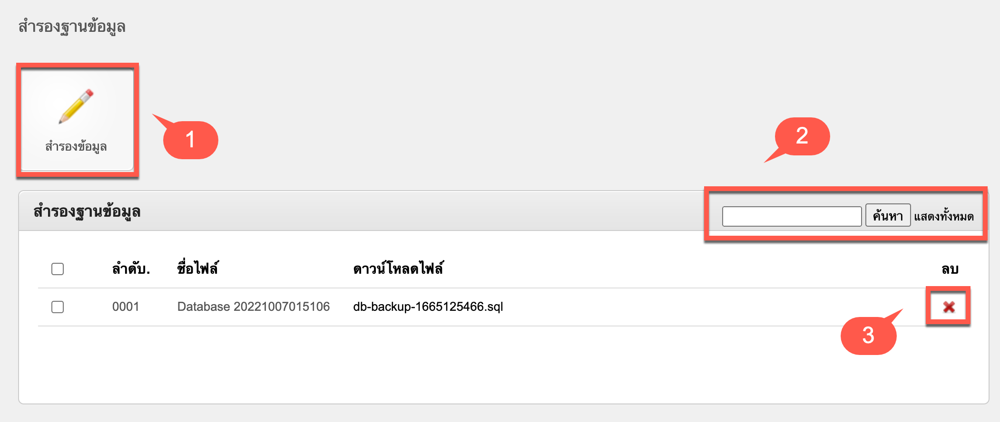 สำรองฐานข้อมูล
สำรองข้อมูล
1
2
สำรองฐานข้อมูล
ค้นหา แสดงทั้งหมด
ลำดับ. ชื่อไฟล์ ดาวน์โหลดไฟล์ ลบ
0001 Database 20221007015106 db-backup-1665125466.sql
3